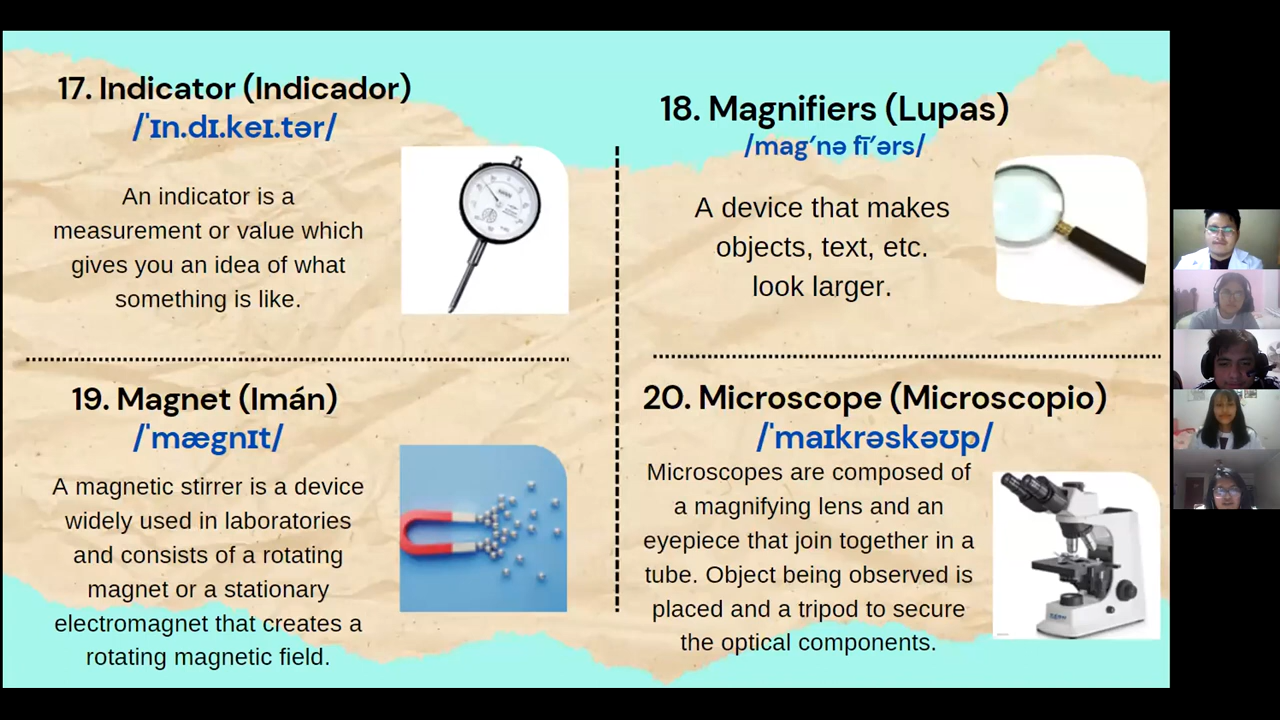 17. Indicator (Indicador)
/ˈɪn.dɪ.keɪ.tər/
An indicator is a
measurement or value which
gives you an idea of what
something is like.
18. Magnifiers (Lupas)
/mag′nə fī′ərs/
A device that makes
objects, text, etc.
look larger.
19. Magnet (Imán)
/ˈmægnɪt/
A magnetic stirrer is a device
widely used in laboratories
and consists of a rotating
magnet or a stationary
electromagnet that creates a
rotating magnetic field.
20. Microscope (Microscopio)
/ˈmaɪkrəskəʊp/
Microscopes are composed of
a magnifying lens and an
eyepiece that join together in a
tube. Object being observed is
placed and a tripod to secure
the optical components.